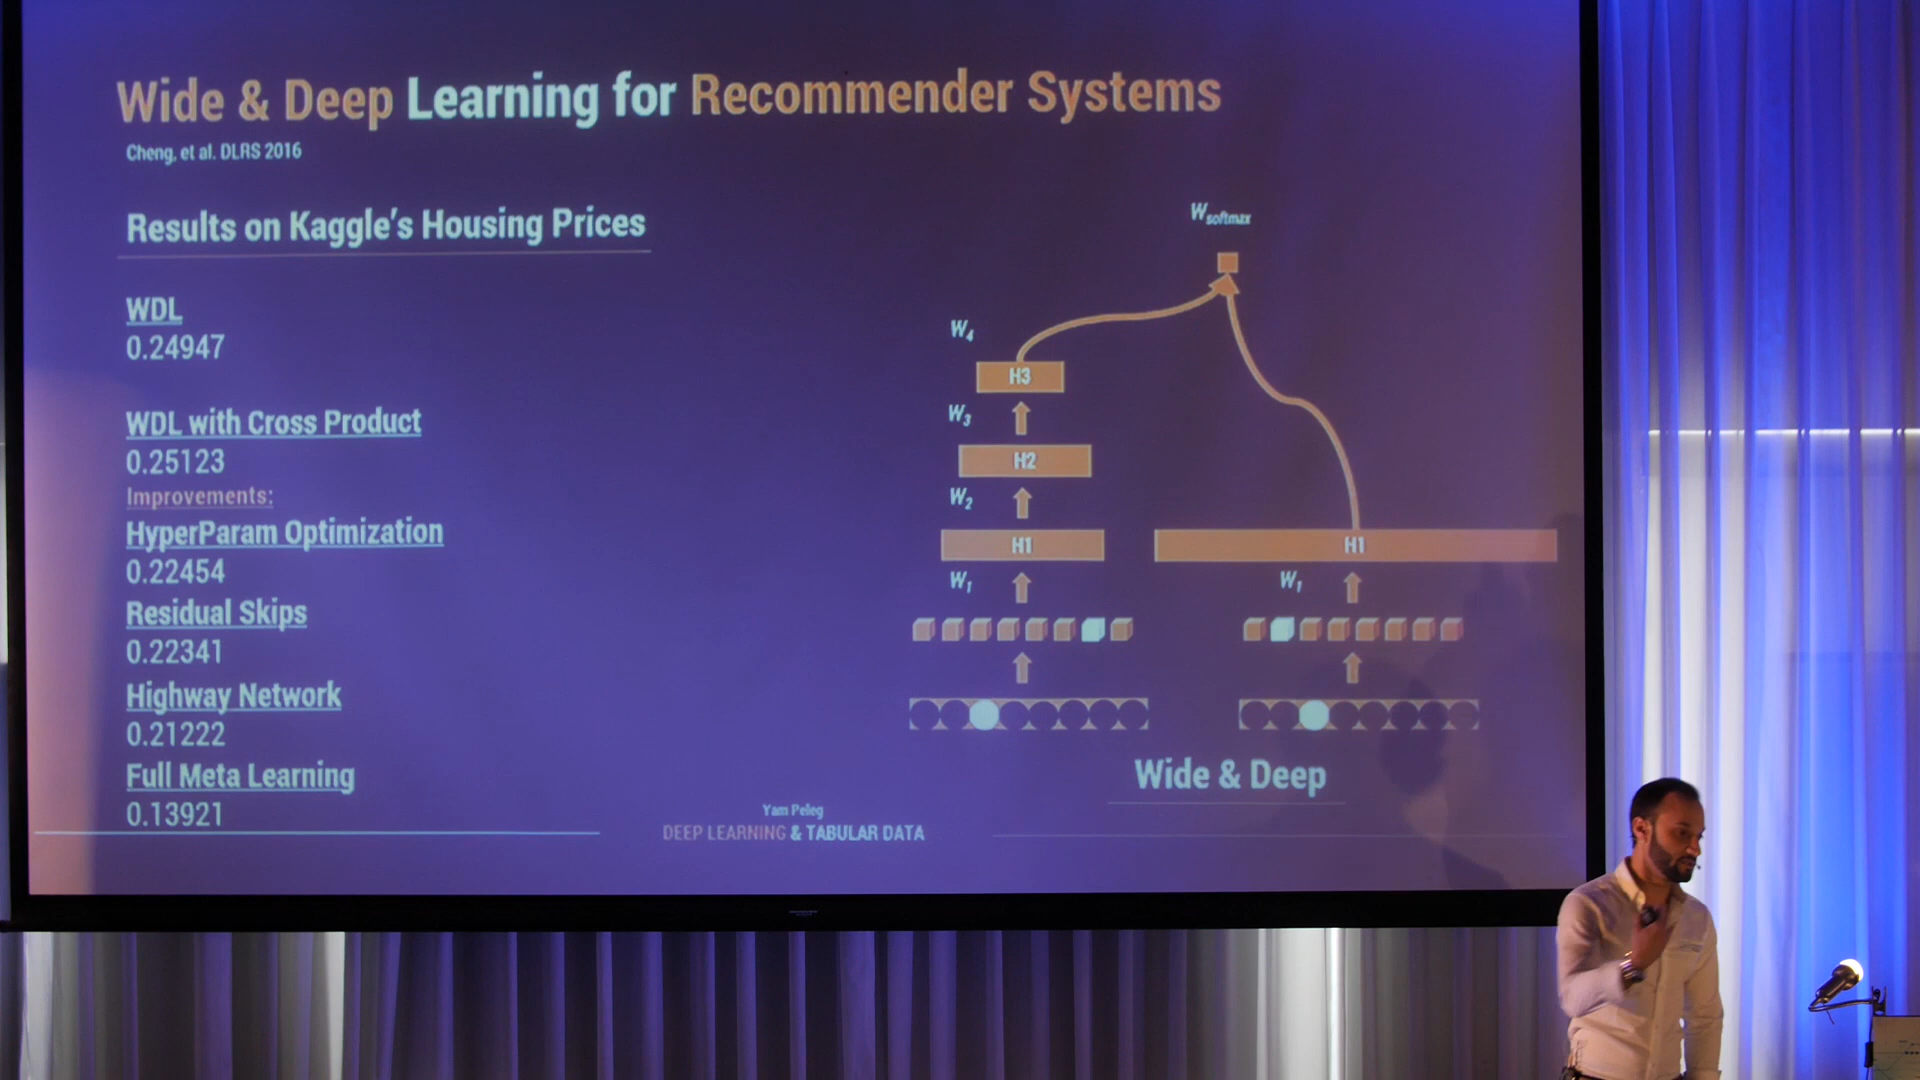 Wide & Deep Learning for Recommender Systems
Cheng, et al. DLRS 2016
Results on Kaggle's Housing Prices
WDL
0.24947
WDL with Cross Product
0.25123
Improvements:
HyperParam Optimization
0.22454
Residual Skips
0.22341
Highway Network
0.21222
Full Meta Learning
0.13921
Wsoftmax
W4
H3
W3
H2
W2
H1
H1
W1
W1
Wide & Deep
Yam Peleg
DEEP LEARNING & TABULAR DATA